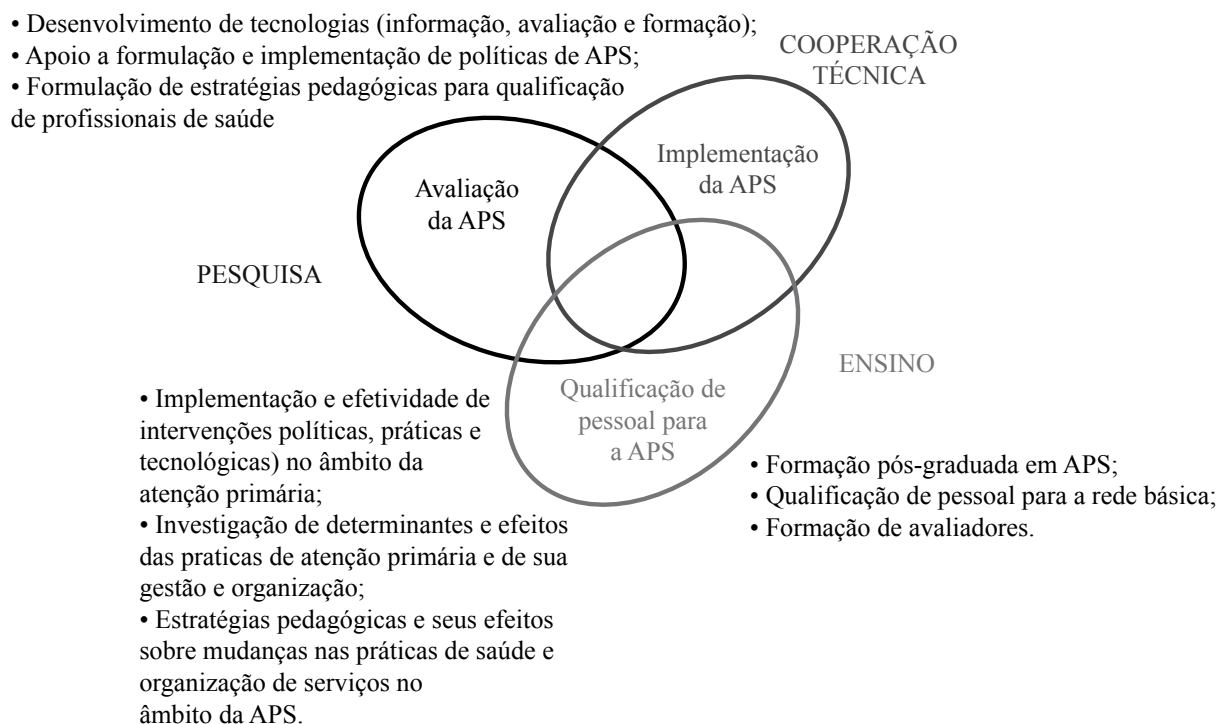 • Desenvolvimento de tecnologias (informação, avaliação e formação);
• Apoio a formulação e implementação de políticas de APS;
• Formulação de estratégias pedagógicas para qualificação
de profissionais de saúde
COOPERAÇÃO
TÉCNICA
Implementação
da APS
Avaliação
da APS
PESQUISA
ENSINO
Qualificação de
pessoal para
a APS
• Implementação e efetividade de
intervenções políticas, práticas e
tecnológicas) no âmbito da
atenção primária;
• Investigação de determinantes e efeitos
das praticas de atenção primária e de sua
gestão e organização;
• Estratégias pedagógicas e seus efeitos
sobre mudanças nas práticas de saúde e
organização de serviços no
âmbito da APS.
• Formação pós-graduada em APS;
• Qualificação de pessoal para a rede básica;
• Formação de avaliadores.